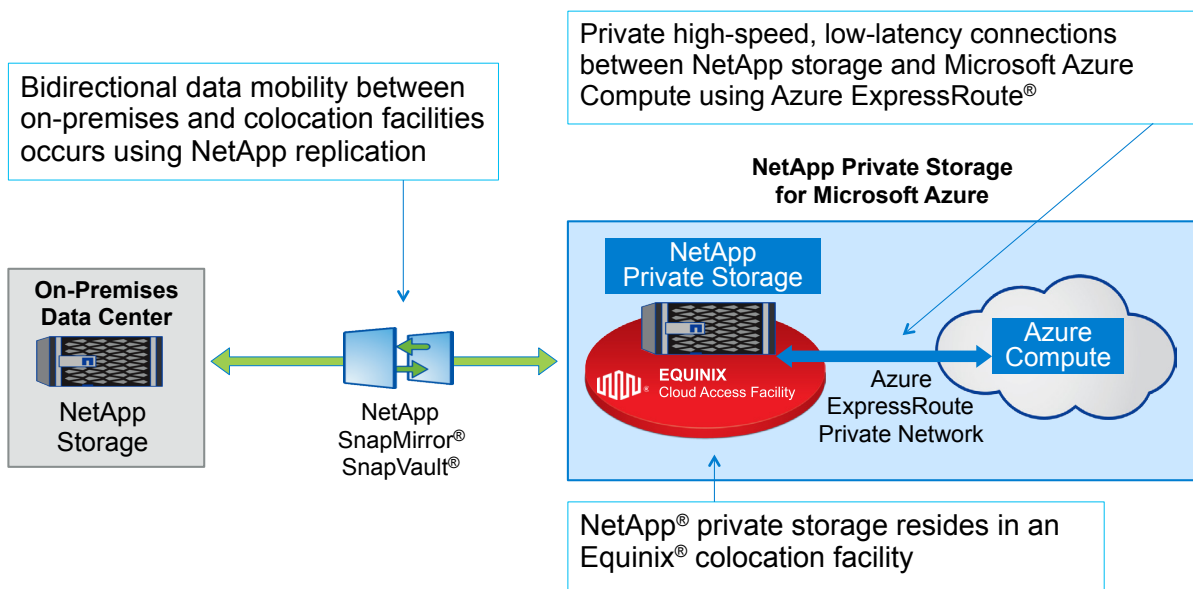 Private high-speed, low-latency connections
between NetApp storage and Microsoft Azure
Compute using Azure ExpressRoute®
Bidirectional data mobility between
on-premises and colocation facilities
occurs using NetApp replication
NetApp Private Storage
for Microsoft Azure
On-Premises
Data Center
NetApp
Storage
NetApp
SnapMirror®
SnapVault®
NetApp
Private Storage
EQUINIX
Cloud Access Facility
Azure
Compute
Azure
ExpressRoute
Private Network
NetApp® private storage resides in an
Equinix® colocation facility